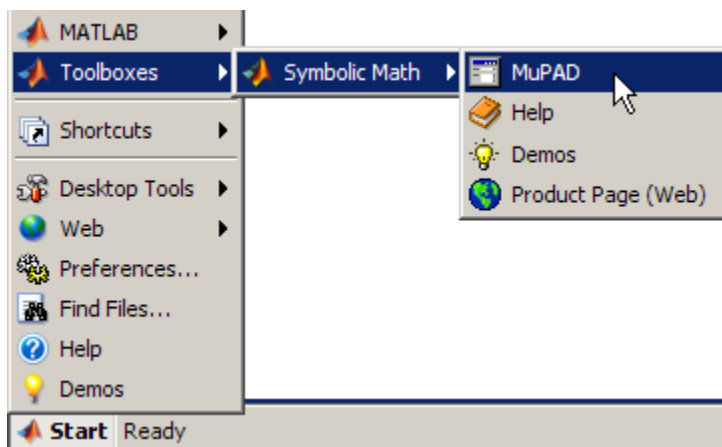 MATLAB
Toolboxes
Symbolic Math
MuPAD
Help
Demos
Product Page (Web)
Shortcuts
Desktop Tools
Web
Preferences...
Find Files...
Help
Demos
Start Ready